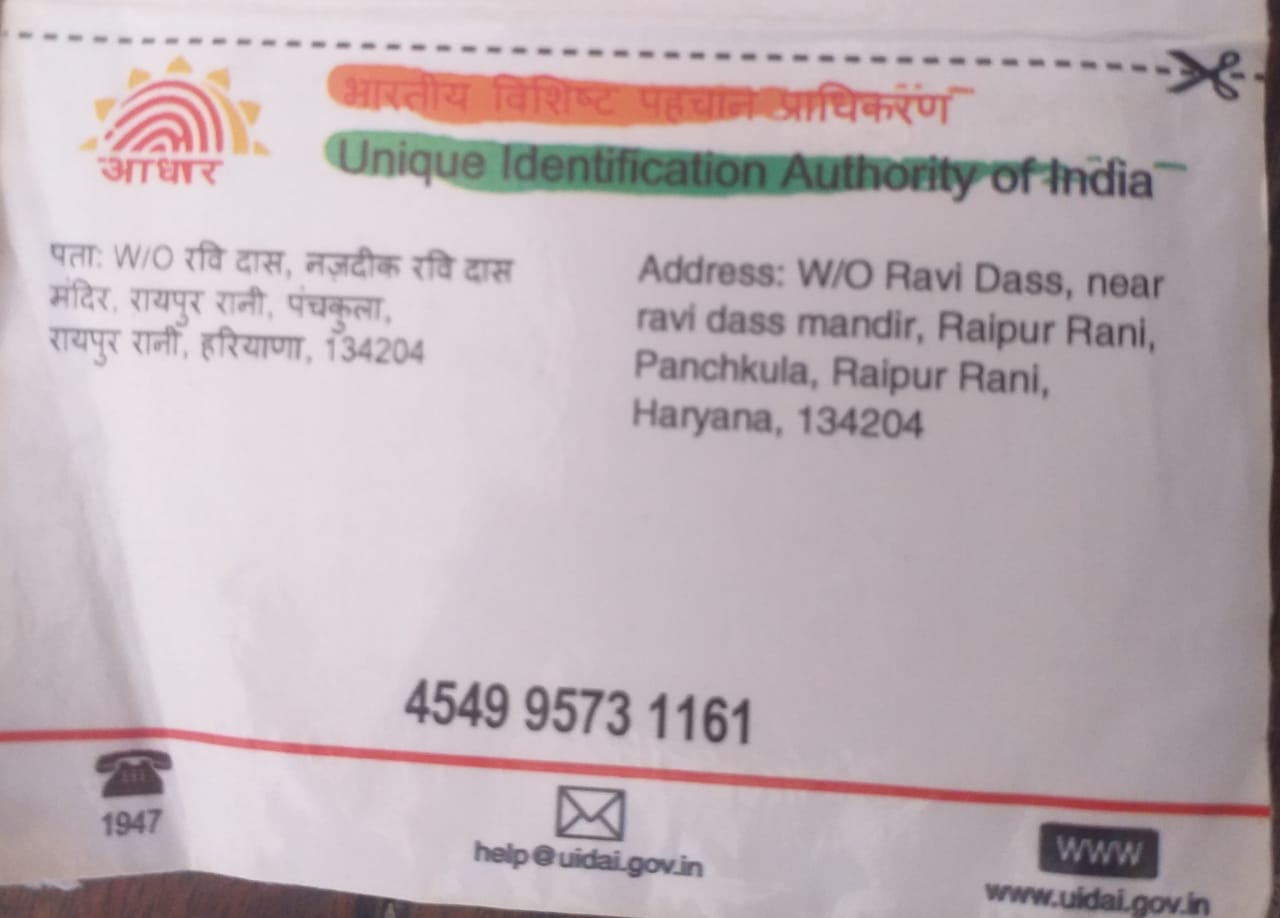 भारतीय विशिष्ट पहचान प्राधिकरण
आधार
Unique Identification Authority of India
पता: W/O रवि दास, नज़दीक रवि दास
मंदिर, रायपुर रानी, पंचकुला,
रायपुर रानी, हरियाणा, 134204
Address: W/O Ravi Dass, near
ravi dass mandir, Raipur Rani,
Panchkula, Raipur Rani,
Haryana, 134204
4549 9573 1161
1947
help@uidai.gov.in
www
www.uidai.gov.in